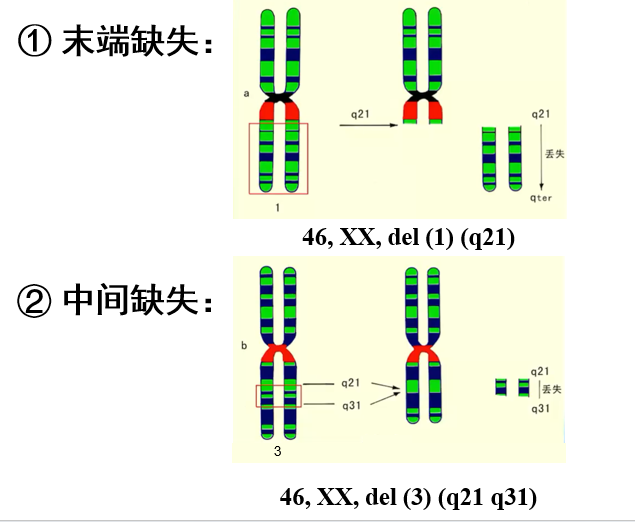 ① 末端缺失：
a
q21
q21
丢失
qter
1
46, XX, del (1) (q21)
② 中间缺失：
b
q21
q31
q21
丢失
q31
3
46, XX, del (3) (q21 q31)